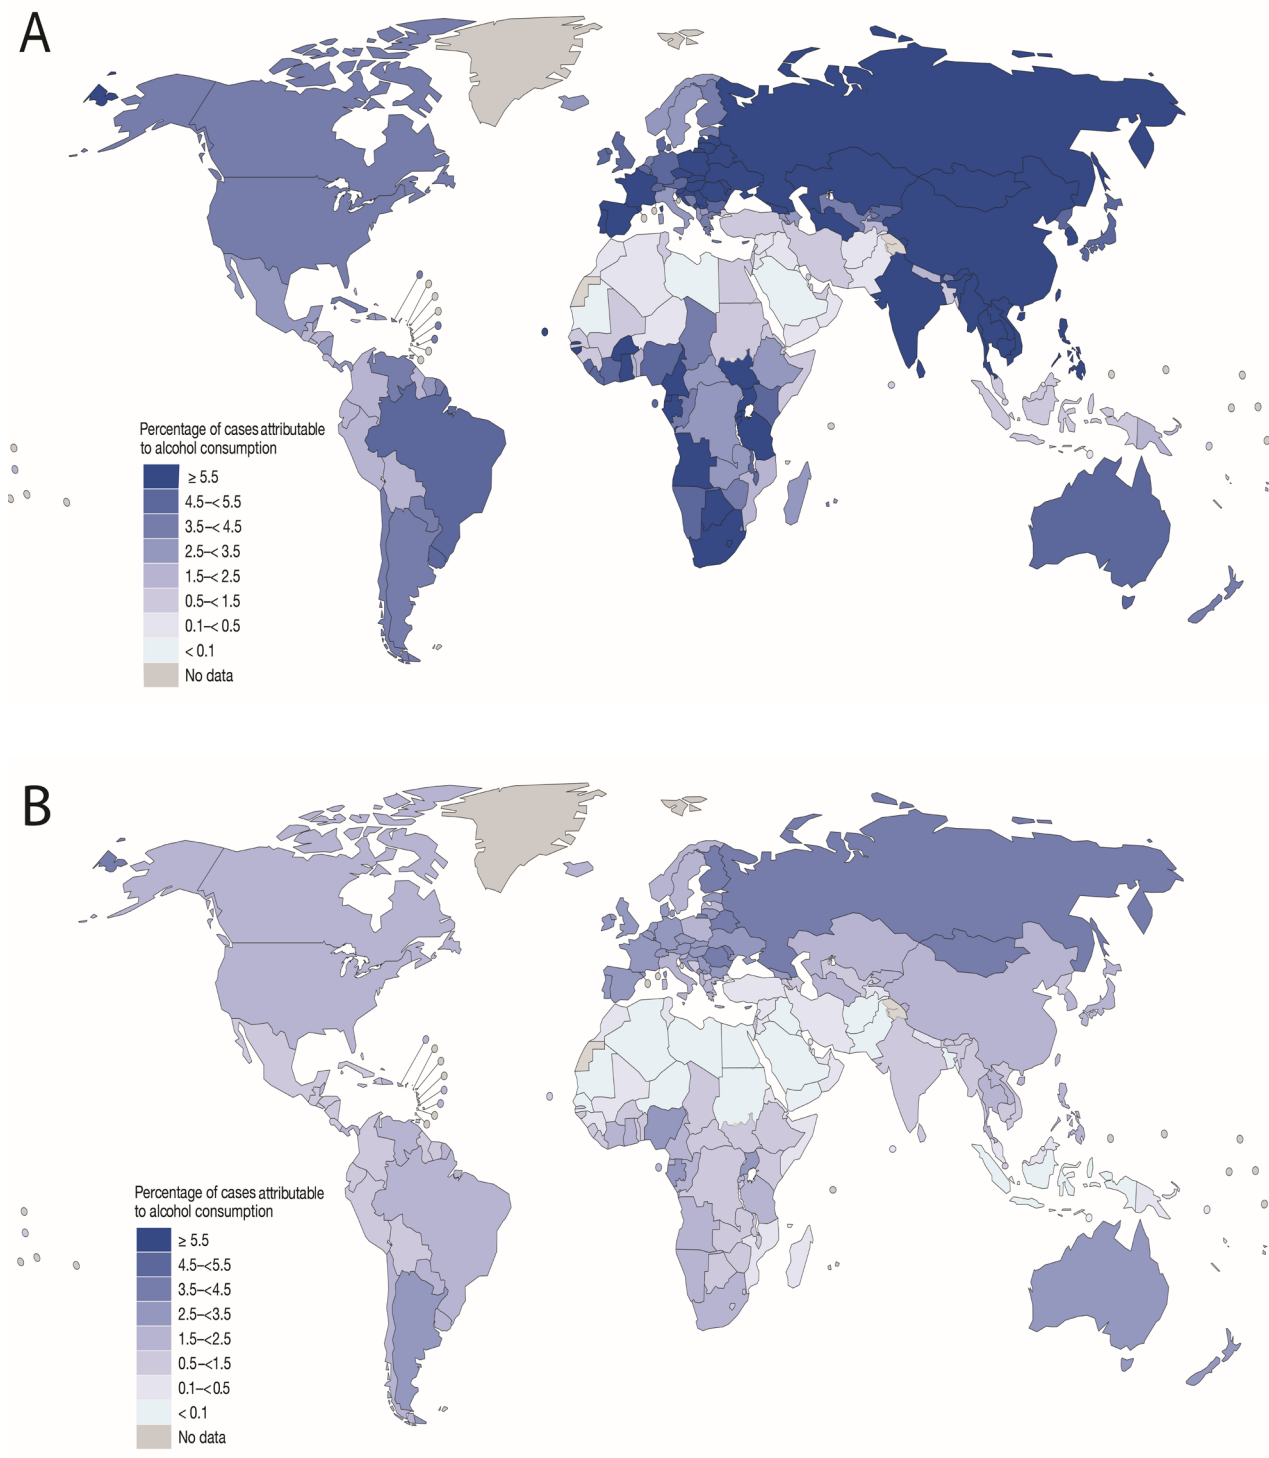 A
Percentage of cases attributable
to alcohol consumption
≥ 5.5
4.5–< 5.5
3.5–< 4.5
2.5–< 3.5
1.5–< 2.5
0.5–< 1.5
0.1–< 0.5
< 0.1
No data
B
Percentage of cases attributable
to alcohol consumption
≥ 5.5
4.5–<5.5
3.5–<4.5
2.5–<3.5
1.5–<2.5
0.5–<1.5
0.1–<0.5
< 0.1
No data